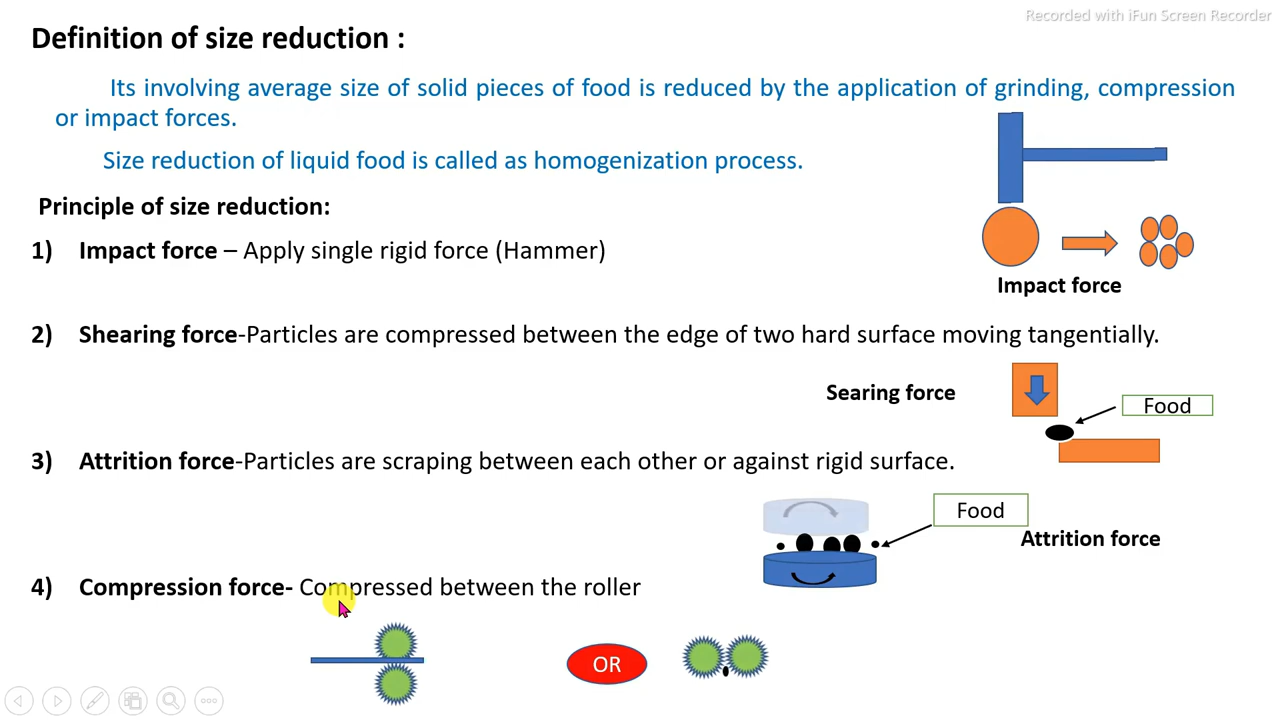 Recorded with iFun Screen Recorder
Definition of size reduction :
Its involving average size of solid pieces of food is reduced by the application of grinding, compression
or impact forces.
Size reduction of liquid food is called as homogenization process.
Principle of size reduction:
1) Impact force – Apply single rigid force (Hammer)
Impact force
2) Shearing force-Particles are compressed between the edge of two hard surface moving tangentially.
Searing force
Food
3) Attrition force-Particles are scraping between each other or against rigid surface.
Food
Attrition force
4) Compression force- Compressed between the roller
OR